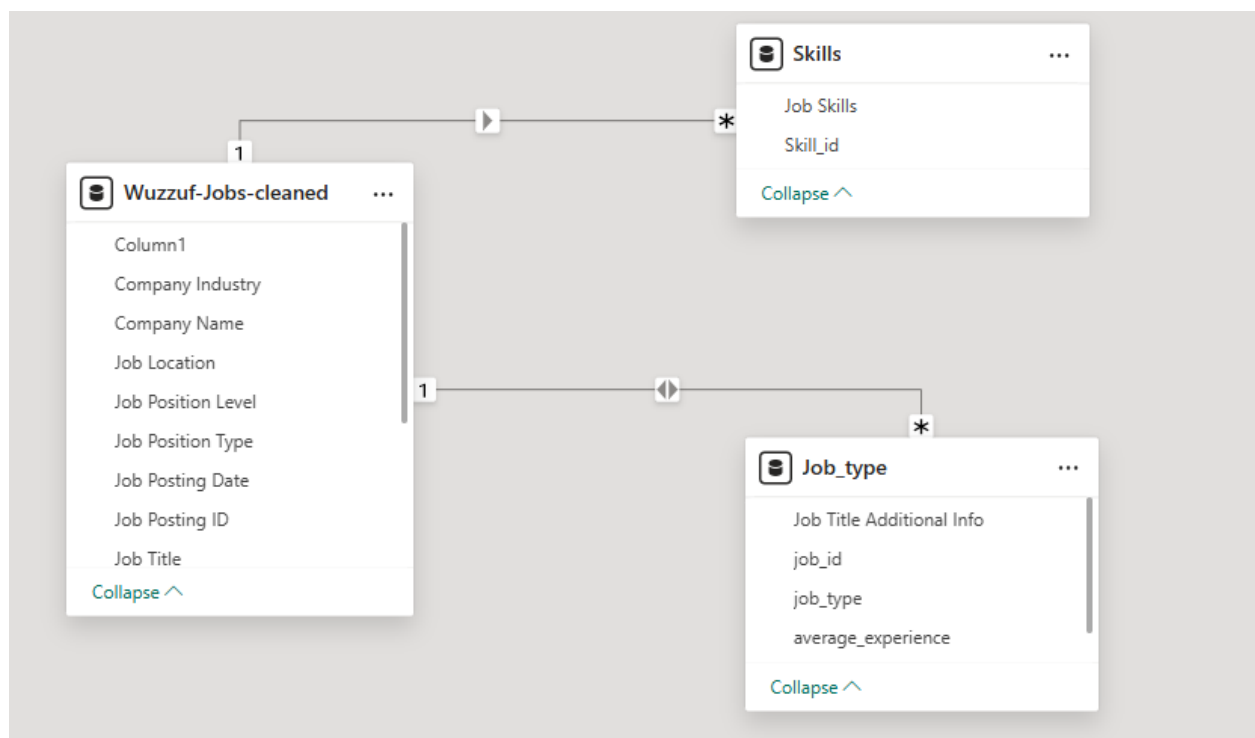 Skills
...
Job Skills
Skill_id
Collapse
1
*
Wuzzuf-Jobs-cleaned
...
Column1
Company Industry
Company Name
Job Location
Job Position Level
Job Position Type
Job Posting Date
Job Posting ID
Job Title
Collapse
1
*
Job_type
...
Job Title Additional Info
job_id
job_type
average_experience
Collapse